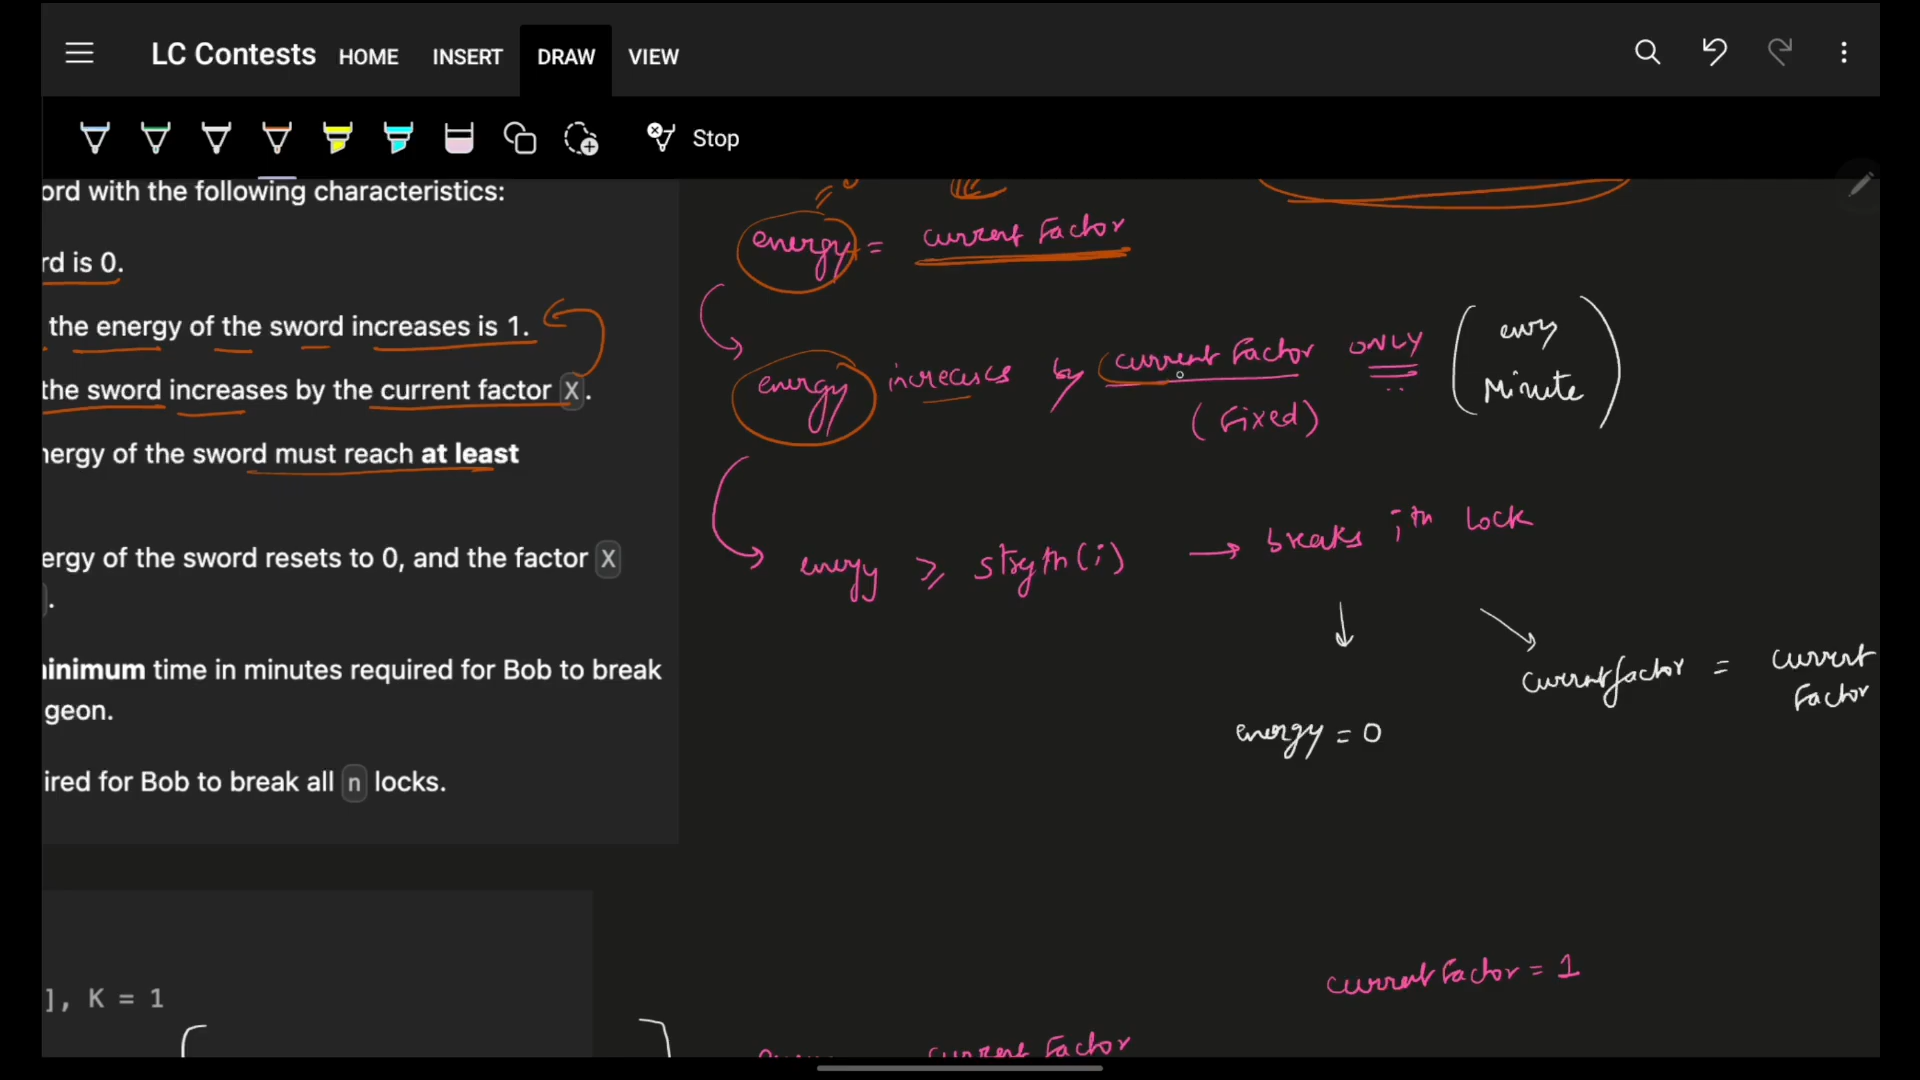 LC Contests HOME INSERT DRAW VIEW
Stop
ord with the following characteristics:
rd is 0.
the energy of the sword increases is 1.
the sword increases by the current factor X.
nergy of the sword must reach at least
ergy of the sword resets to 0, and the factor X
.
inimum time in minutes required for Bob to break
geon.
ired for Bob to break all n locks.
], K = 1
energy = current Factor
energy increases by current Factor ONLY
(Fixed)
every
Minute
energy >= strgth(i) → breaks ith lock
currentfactor = current
Factor
energy = 0
current Factor = 1
current Factor